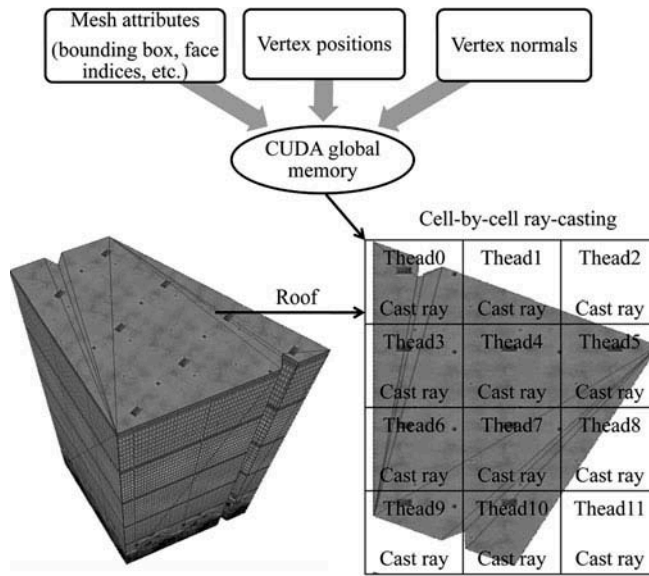 Mesh attributes
(bounding box, face
indices, etc.)
Vertex positions
Vertex normals
CUDA global
memory
Cell-by-cell ray-casting
Roof
Thead0 Thead1 Thead2
Cast ray Cast ray Cast ray
Thead3 Thead4 Thead5
Cast ray Cast ray Cast ray
Thead6 Thead7 Thead8
Cast ray Cast ray Cast ray
Thead9 Thead10 Thead11
Cast ray Cast ray Cast ray